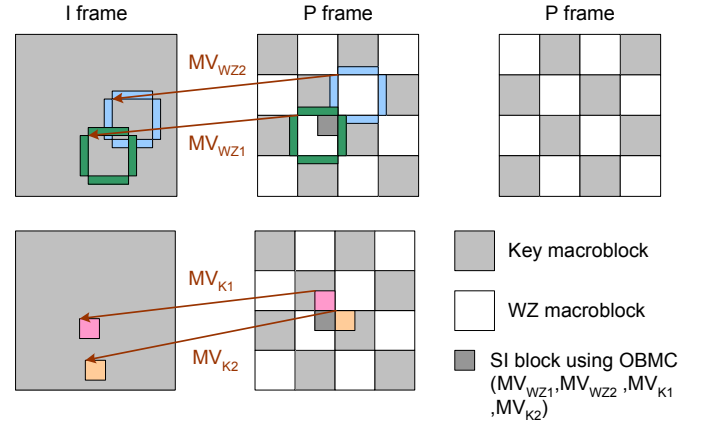 I frame
P frame
P frame
MVWZ2
MVWZ1
MVK1
MVK2
Key macroblock
WZ macroblock
SI block using OBMC
(MVWZ1,MVWZ2 ,MVK1
,MVK2)